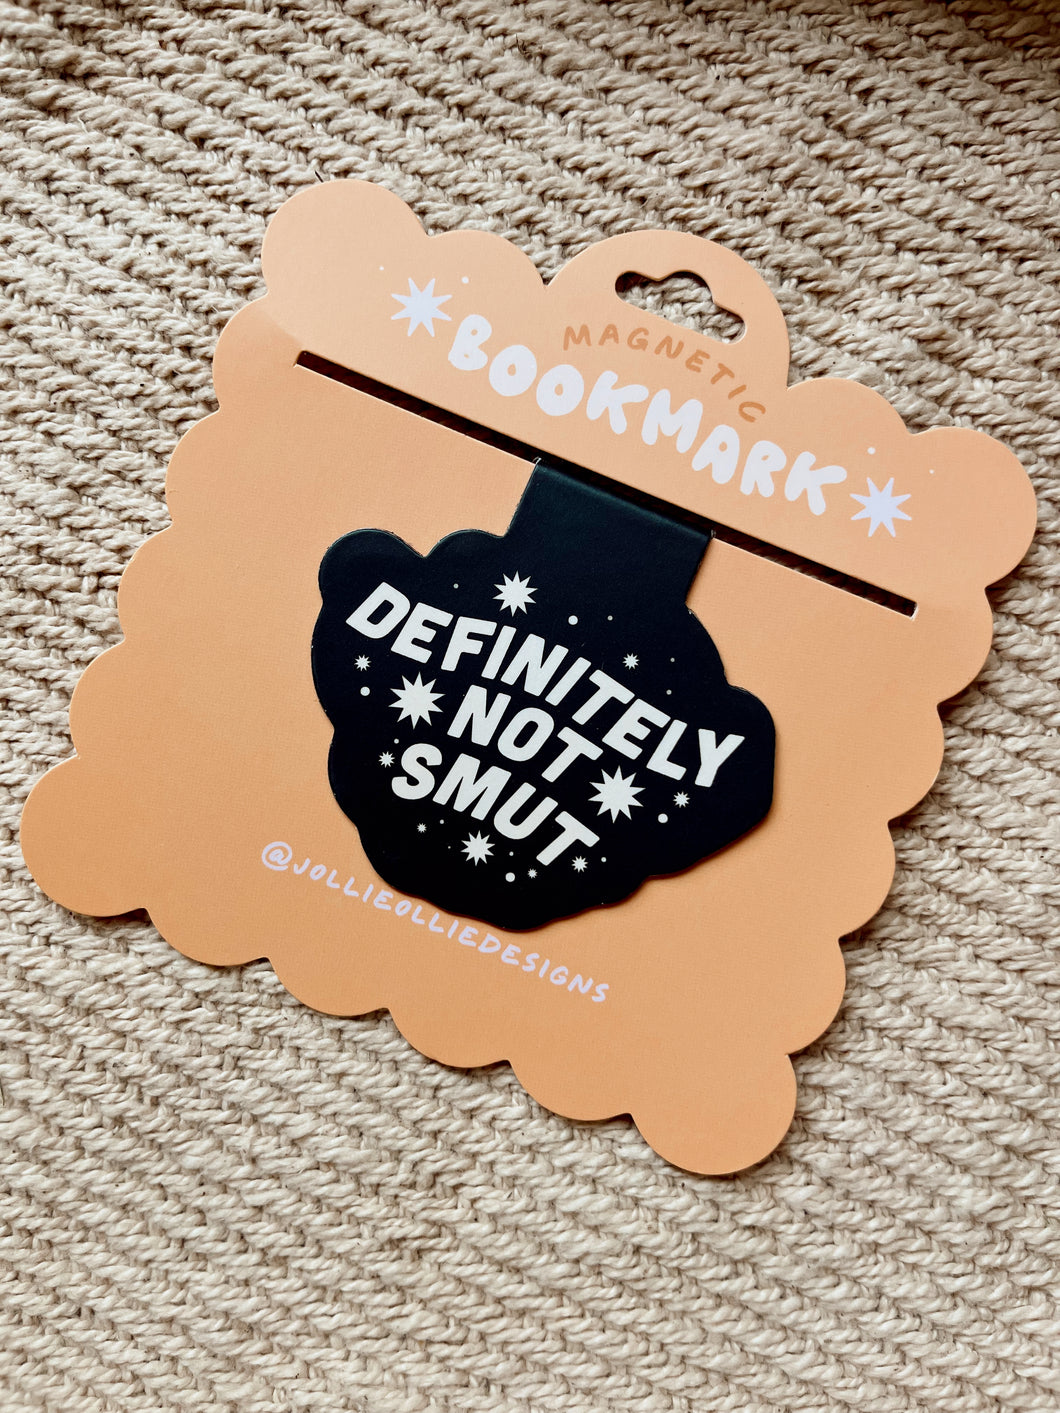 MAGNETIC
BOOKMARK
DEFINITELY
NOT
SMUT
@JOLLIEOLLIEDESIGNS